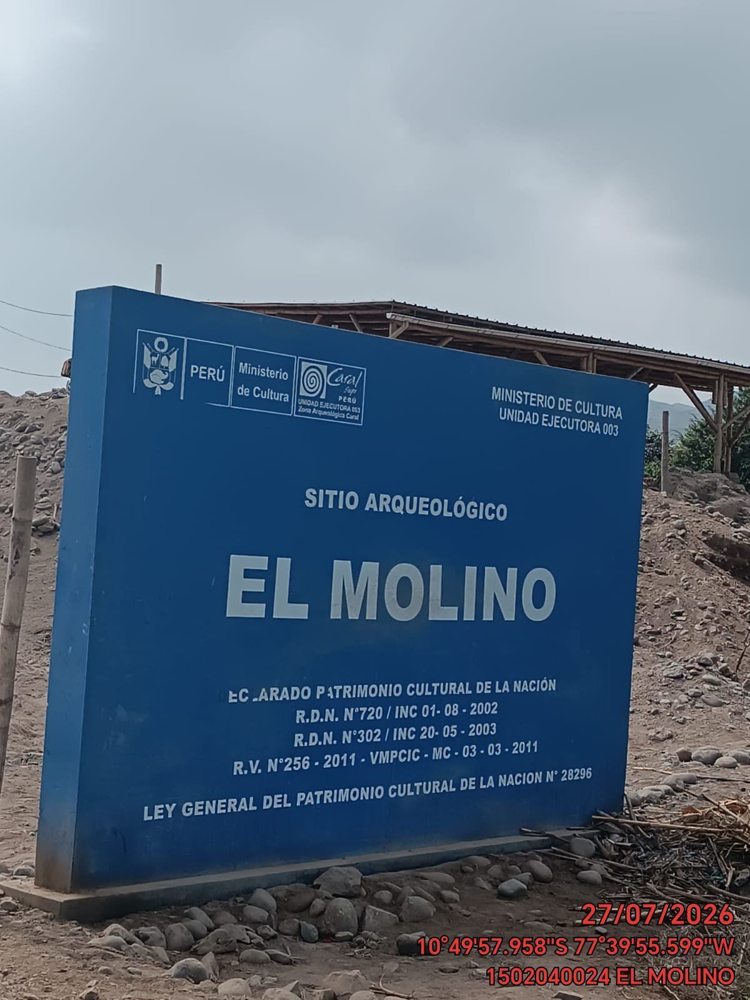 PERÚ
Ministerio
de Cultura
Caral
Supe
PERÚ
UNIDAD EJECUTORA 003
Zona Arqueológica Caral
MINISTERIO DE CULTURA
UNIDAD EJECUTORA 003
SITIO ARQUEOLÓGICO
EL MOLINO
ECLARADO PATRIMONIO CULTURAL DE LA NACIÓN
R.D.N. N°720 / INC 01- 08 - 2002
R.D.N. N°302 / INC 20- 05 - 2003
R.V. N°256 - 2011 - VMPCIC - MC - 03 - 03 - 2011
LEY GENERAL DEL PATRIMONIO CULTURAL DE LA NACION N° 28296
27/07/2026
10°49'57.958"S 77°39'55.599"W
1502040024 EL MOLINO